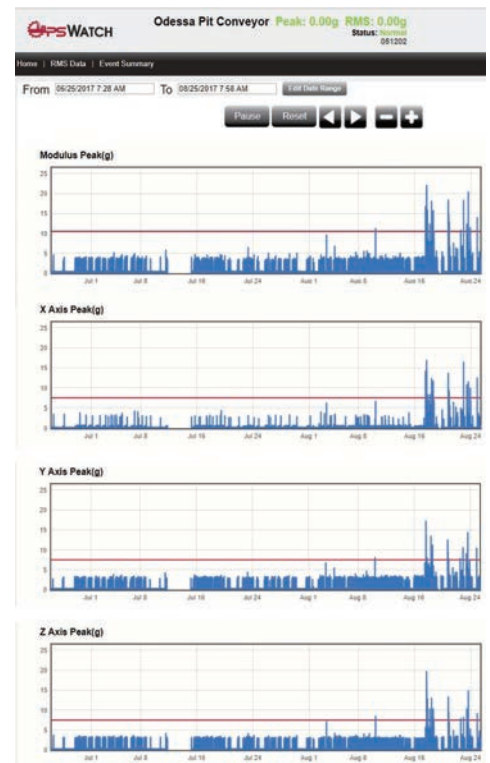 OPSWATCH
Odessa Pit Conveyor Peak: 0.00g RMS: 0.00g
Status: Normal
051202
Home | RMS Data | Event Summary
From 06/25/2017 7:28 AM To 08/25/2017 7:58 AM Edit Date Range
Pause Reset
Modulus Peak(g)
25
20
15
10
5
0
Jul 1 Jul 8 Jul 16 Jul 24 Aug 1 Aug 8 Aug 16 Aug 24
X Axis Peak(g)
25
20
15
10
5
0
Jul 1 Jul 8 Jul 16 Jul 24 Aug 1 Aug 8 Aug 16 Aug 24
Y Axis Peak(g)
25
20
15
10
5
0
Jul 1 Jul 8 Jul 16 Jul 24 Aug 1 Aug 8 Aug 16 Aug 24
Z Axis Peak(g)
25
20
15
10
5
0
Jul 1 Jul 8 Jul 16 Jul 24 Aug 1 Aug 8 Aug 16 Aug 24